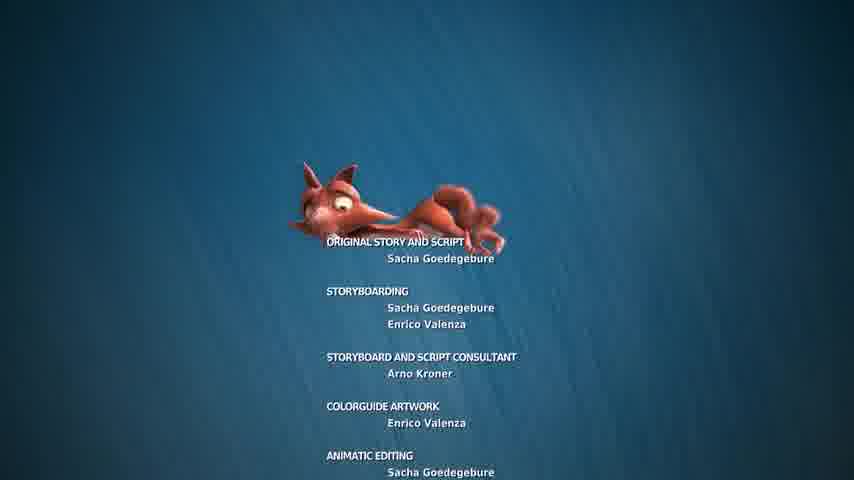 ORIGINAL STORY AND SCRIPT
Sacha Goedegebure
STORYBOARDING
Sacha Goedegebure
Enrico Valenza
STORYBOARD AND SCRIPT CONSULTANT
Arno Kroner
COLORGUIDE ARTWORK
Enrico Valenza
ANIMATIC EDITING
Sacha Goedegebure